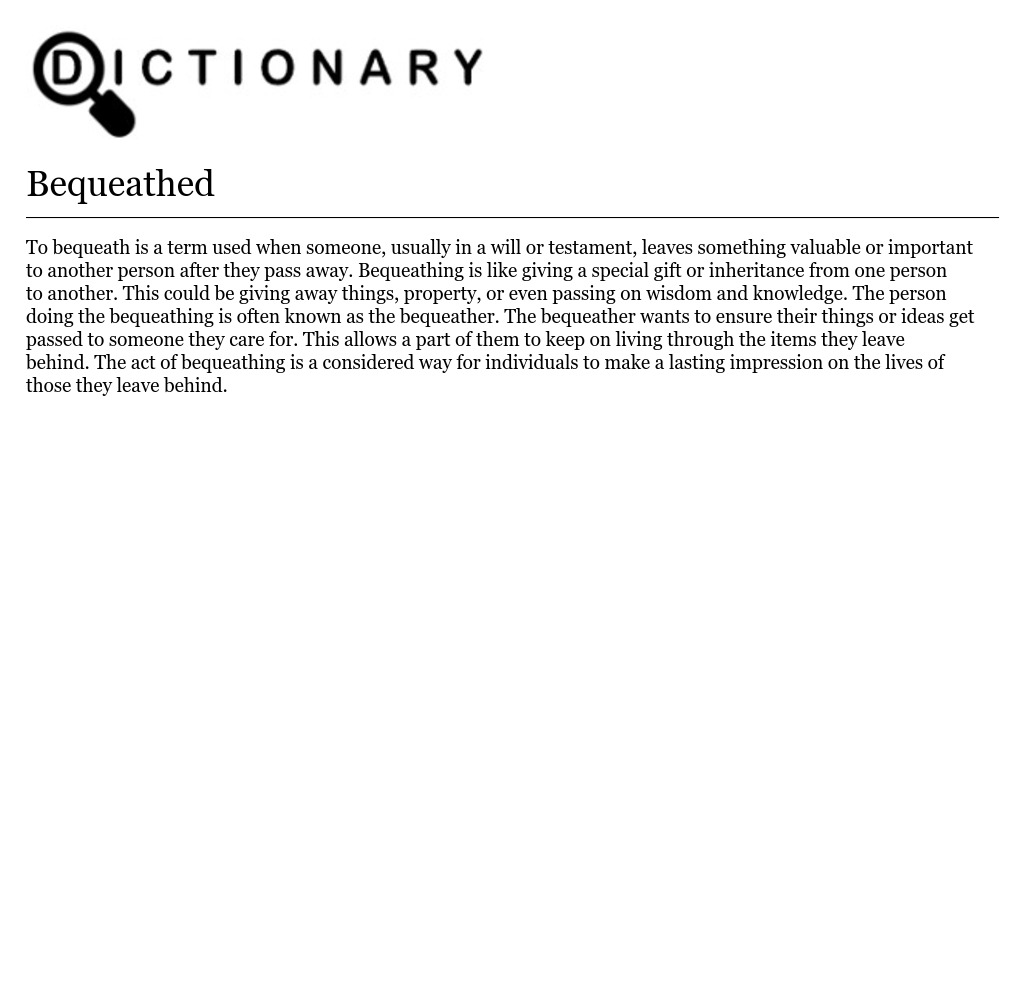 DICTIONARY
Bequeathed
To bequeath is a term used when someone, usually in a will or testament, leaves something valuable or important
to another person after they pass away. Bequeathing is like giving a special gift or inheritance from one person
to another. This could be giving away things, property, or even passing on wisdom and knowledge. The person
doing the bequeathing is often known as the bequeather. The bequeather wants to ensure their things or ideas get
passed to someone they care for. This allows a part of them to keep on living through the items they leave
behind. The act of bequeathing is a considered way for individuals to make a lasting impression on the lives of
those they leave behind.